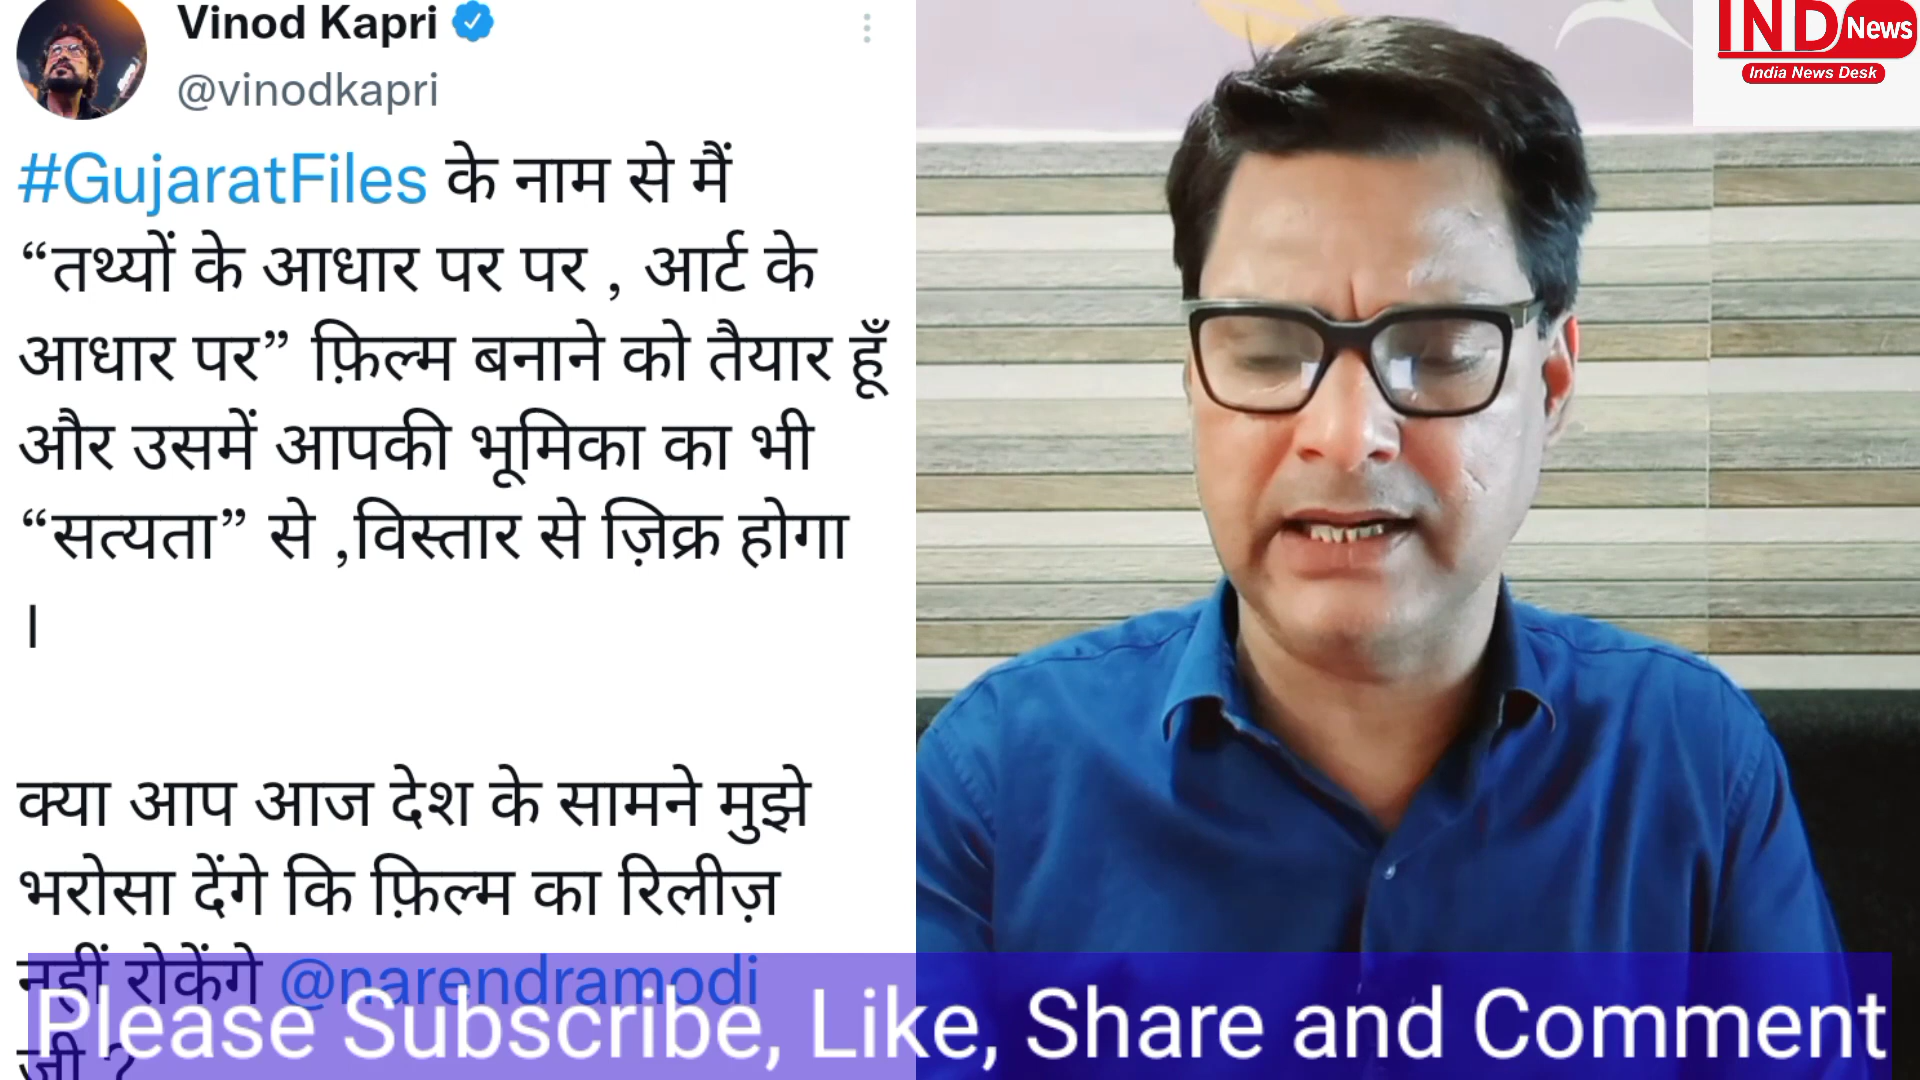 Vinod Kapri
@vinodkapri
#GujaratFiles के नाम से मैं
“तथ्यों के आधार पर पर , आर्ट के
आधार पर” फ़िल्म बनाने को तैयार हूँ
और उसमें आपकी भूमिका का भी
“सत्यता” से ,विस्तार से ज़िक्र होगा
।
क्या आप आज देश के सामने मुझे
भरोसा देंगे कि फ़िल्म का रिलीज़
नहीं रोकेंगे @narendramodi
जी ?
IND News
India News Desk
Please Subscribe, Like, Share and Comment